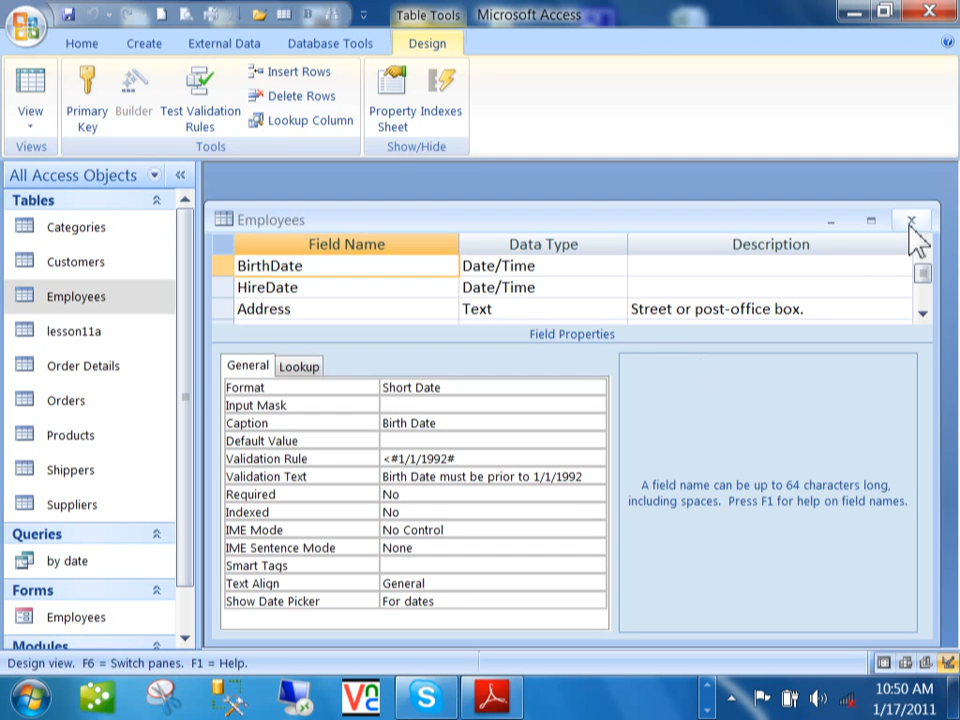 Table Tools Microsoft Access
Home Create External Data Database Tools Design
View
Primary Key
Builder
Test Validation Rules
Insert Rows
Delete Rows
Lookup Column
Property Sheet
Indexes
Views Tools Show/Hide
All Access Objects
Tables
Categories
Customers
Employees
lesson11a
Order Details
Orders
Products
Shippers
Suppliers
Queries
by date
Forms
Employees
Modules
Employees
Field Name Data Type Description
BirthDate Date/Time
HireDate Date/Time
Address Text Street or post-office box.
Field Properties
General Lookup
Format Short Date
Input Mask
Caption Birth Date
Default Value
Validation Rule <#1/1/1992#
Validation Text Birth Date must be prior to 1/1/1992
Required No
Indexed No
IME Mode No Control
IME Sentence Mode None
Smart Tags
Text Align General
Show Date Picker For dates
A field name can be up to 64 characters long,
including spaces. Press F1 for help on field names.
Design view. F6 = Switch panes. F1 = Help.
VNC
10:50 AM
1/17/2011